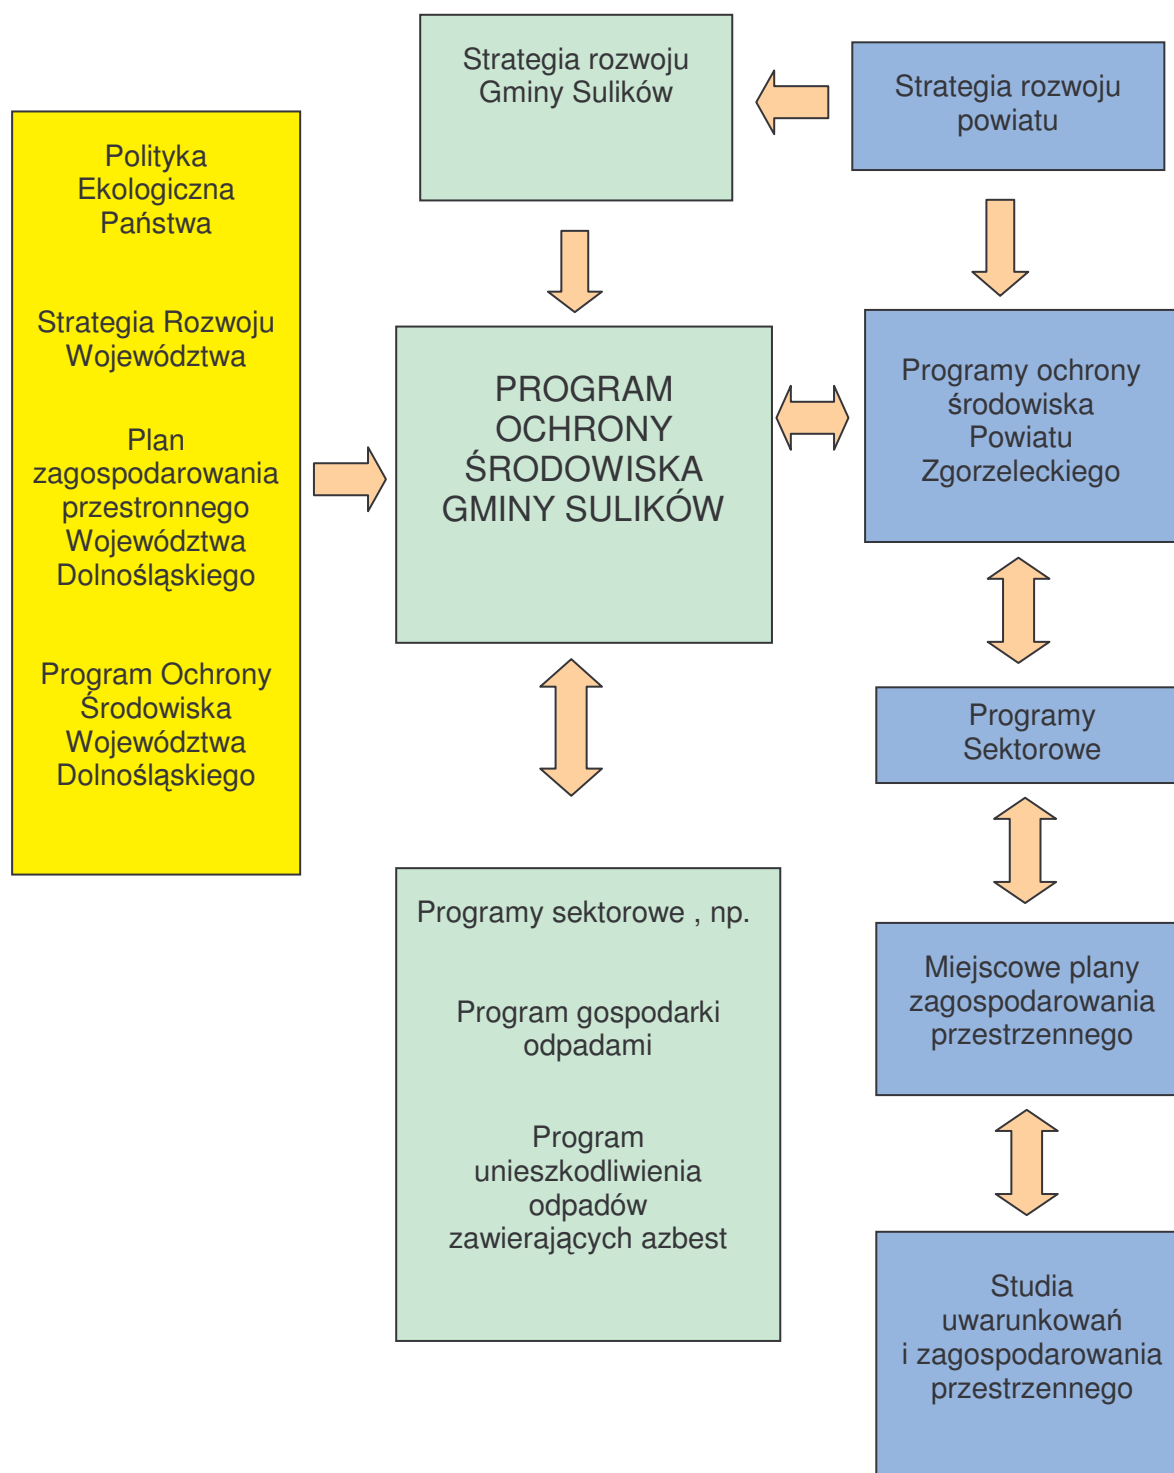 Strategia rozwoju
Gminy Sulików
Strategia rozwoju
powiatu
Polityka
Ekologiczna
Państwa
Strategia Rozwoju
Województwa
Plan
zagospodarowania
przestronnego
Województwa
Dolnośląskiego
Program Ochrony
Środowiska
Województwa
Dolnośląskiego
PROGRAM
OCHRONY
ŚRODOWISKA
GMINY SULIKÓW
Programy ochrony
środowiska
Powiatu
Zgorzeleckiego
Programy
Sektorowe
Programy sektorowe , np.
Program gospodarki
odpadami
Program
unieszkodliwienia
odpadów
zawierających azbest
Miejscowe plany
zagospodarowania
przestrzennego
Studia
uwarunkowań
i zagospodarowania
przestrzennego